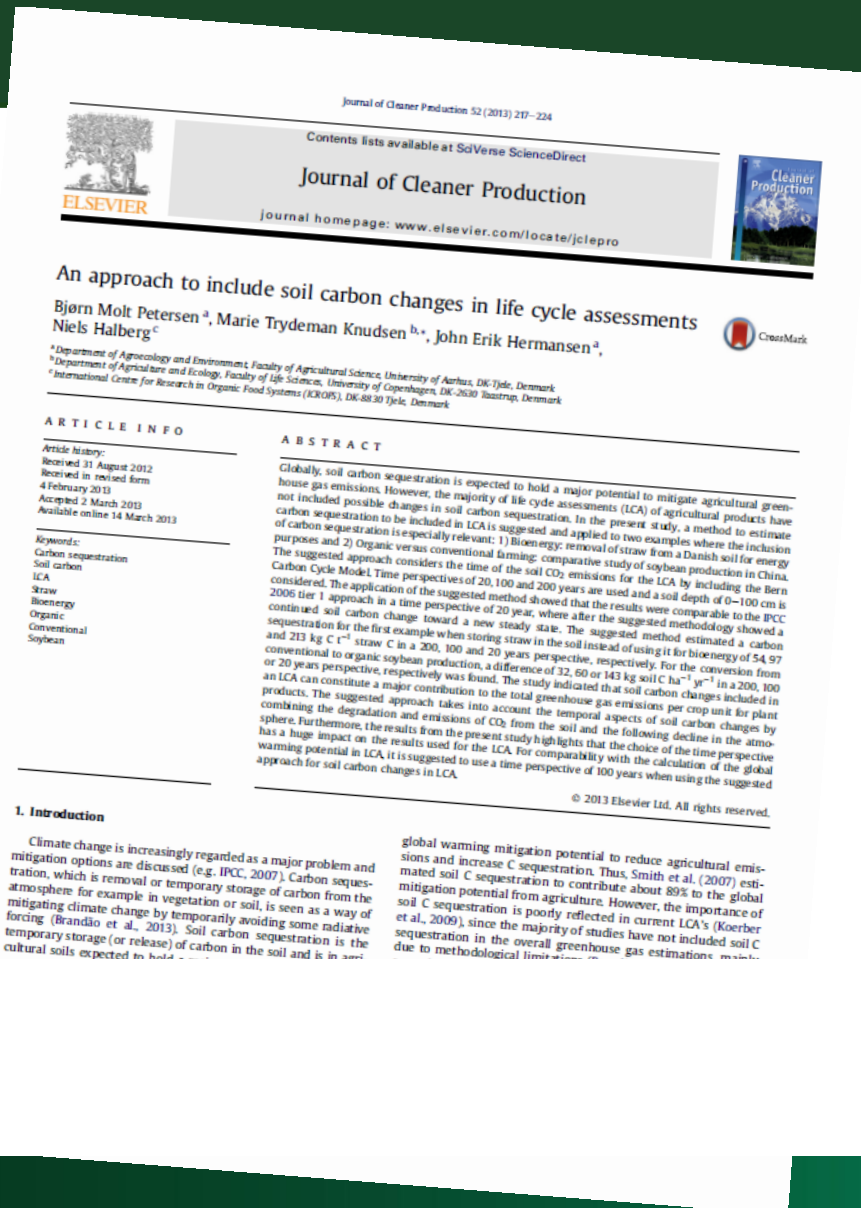 Journal of Cleaner Production 52 (2013) 217–224
Contents lists available at SciVerse ScienceDirect
Journal of Cleaner Production
journal homepage: www.elsevier.com/locate/jclepro
ELSEVIER
Cleaner
Production
An approach to include soil carbon changes in life cycle assessments
CrossMark
Bjørn Molt Petersen a, Marie Trydeman Knudsen b,*, John Erik Hermansen a,
Niels Halberg c
a Department of Agroecology and Environment, Faculty of Agricultural Science, University of Aarhus, DK-Tjele, Denmark
b Department of Agriculture and Ecology, Faculty of Life Sciences, University of Copenhagen, DK-2630 Taastrup, Denmark
c International Centre for Research in Organic Food Systems (ICROFS), DK-8830 Tjele, Denmark
ARTICLE INFO
Article history:
Received 31 August 2012
Received in revised form
4 February 2013
Accepted 2 March 2013
Available online 14 March 2013
Keywords:
Carbon sequestration
Soil carbon
LCA
Straw
Bioenergy
Organic
Conventional
Soybean
ABSTRACT
Globally, soil carbon sequestration is expected to hold a major potential to mitigate agricultural green-
house gas emissions. However, the majority of life cycle assessments (LCA) of agricultural products have
not included possible changes in soil carbon sequestration. In the present study, a method to estimate
carbon sequestration to be included in LCA is suggested and applied to two examples where the inclusion
of carbon sequestration is especially relevant: 1) Bioenergy: removal of straw from a Danish soil for energy
purposes and 2) Organic versus conventional farming: comparative study of soybean production in China.
The suggested approach considers the time of the soil CO2 emissions for the LCA by including the Bern
Carbon Cycle Model. Time perspectives of 20, 100 and 200 years are used and a soil depth of 0–100 cm is
considered. The application of the suggested method showed that the results were comparable to the IPCC
2006 tier 1 approach in a time perspective of 20 year, where after the suggested methodology showed a
continued soil carbon change toward a new steady state. The suggested method estimated a carbon
sequestration for the first example when storing straw in the soil instead of using it for bioenergy of 54, 97
and 213 kg C t−1 straw C in a 200, 100 and 20 years perspective, respectively. For the conversion from
conventional to organic soybean production, a difference of 32, 60 or 143 kg soil C ha−1 yr−1 in a 200, 100
or 20 years perspective, respectively was found. The study indicated that soil carbon changes included in
an LCA can constitute a major contribution to the total greenhouse gas emissions per crop unit for plant
products. The suggested approach takes into account the temporal aspects of soil carbon changes by
combining the degradation and emissions of CO2 from the soil and the following decline in the atmo-
sphere. Furthermore, the results from the present study highlights that the choice of the time perspective
has a huge impact on the results used for the LCA. For comparability with the calculation of the global
warming potential in LCA, it is suggested to use a time perspective of 100 years when using the suggested
approach for soil carbon changes in LCA.
© 2013 Elsevier Ltd. All rights reserved.
1. Introduction
Climate change is increasingly regarded as a major problem and
mitigation options are discussed (e.g. IPCC, 2007). Carbon seques-
tration, which is removal or temporary storage of carbon from the
atmosphere for example in vegetation or soil, is seen as a way of
mitigating climate change by temporarily avoiding some radiative
forcing (Brandão et al., 2013). Soil carbon sequestration is the
temporary storage (or release) of carbon in the soil and is in agri-
cultural soils expected to hold a
global warming mitigation potential to reduce agricultural emis-
sions and increase C sequestration. Thus, Smith et al. (2007) esti-
mated soil C sequestration to contribute about 89% to the global
mitigation potential from agriculture. However, the importance of
soil C sequestration is poorly reflected in current LCA's (Koerber
et al., 2009), since the majority of studies have not included soil C
sequestration in the overall greenhouse gas estimations, mainly
due to methodological limitations